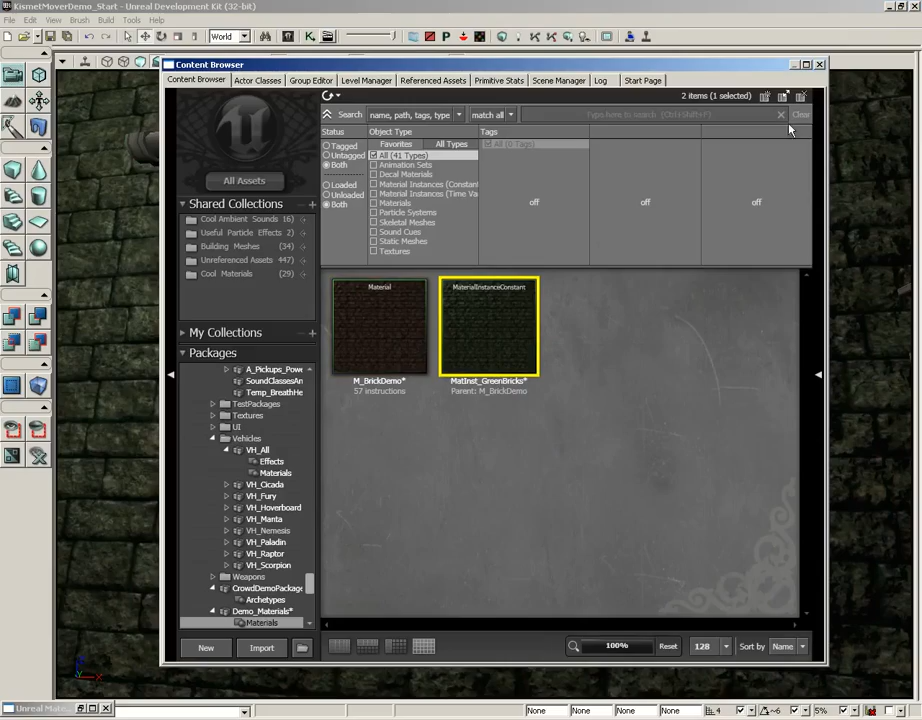 KismetMoverDemo_Start - Unreal Development Kit (32-bit)
File Edit View Brush Build Tools Help
World
Content Browser
Content Browser Actor Classes Group Editor Level Manager Referenced Assets Primitive Stats Scene Manager Log Start Page
2 items (1 selected)
Search name, path, tags, type match all Type here to search (Ctrl+Shift+F) Clear
Status Object Type Tags
Tagged Favorites All Types All (0 Tags)
Untagged All (41 Types)
Both Animation Sets
Decal Materials
Loaded Material Instances (Constan
Unloaded Material Instances (Time Va
Both Materials
off off off
Particle Systems
Skeletal Meshes
Sound Cues
Static Meshes
Textures
All Assets
Shared Collections
Cool Ambient Sounds 16)
Useful Particle Effects 2)
Building Meshes (34)
Unreferenced Assets (447)
Cool Materials (29)
My Collections
Packages
A_Pickups_Powe
SoundClassesAn
Temp_BreathHe
TestPackages
Textures
UI
Vehicles
VH_All
Effects
Materials
VH_Cicada
VH_Fury
VH_Hoverboard
VH_Manta
VH_Nemesis
VH_Paladin
VH_Raptor
VH_Scorpion
Weapons
CrowdDemoPackage
Archetypes
Demo_Materials*
Materials
New Import
Material MaterialInstanceConstant
M_BrickDemo* MatInst_GreenBricks*
57 instructions Parent: M_BrickDemo
100% Reset 128 Sort by Name
Unreal Mate...
None None None None 4 ~6 5%